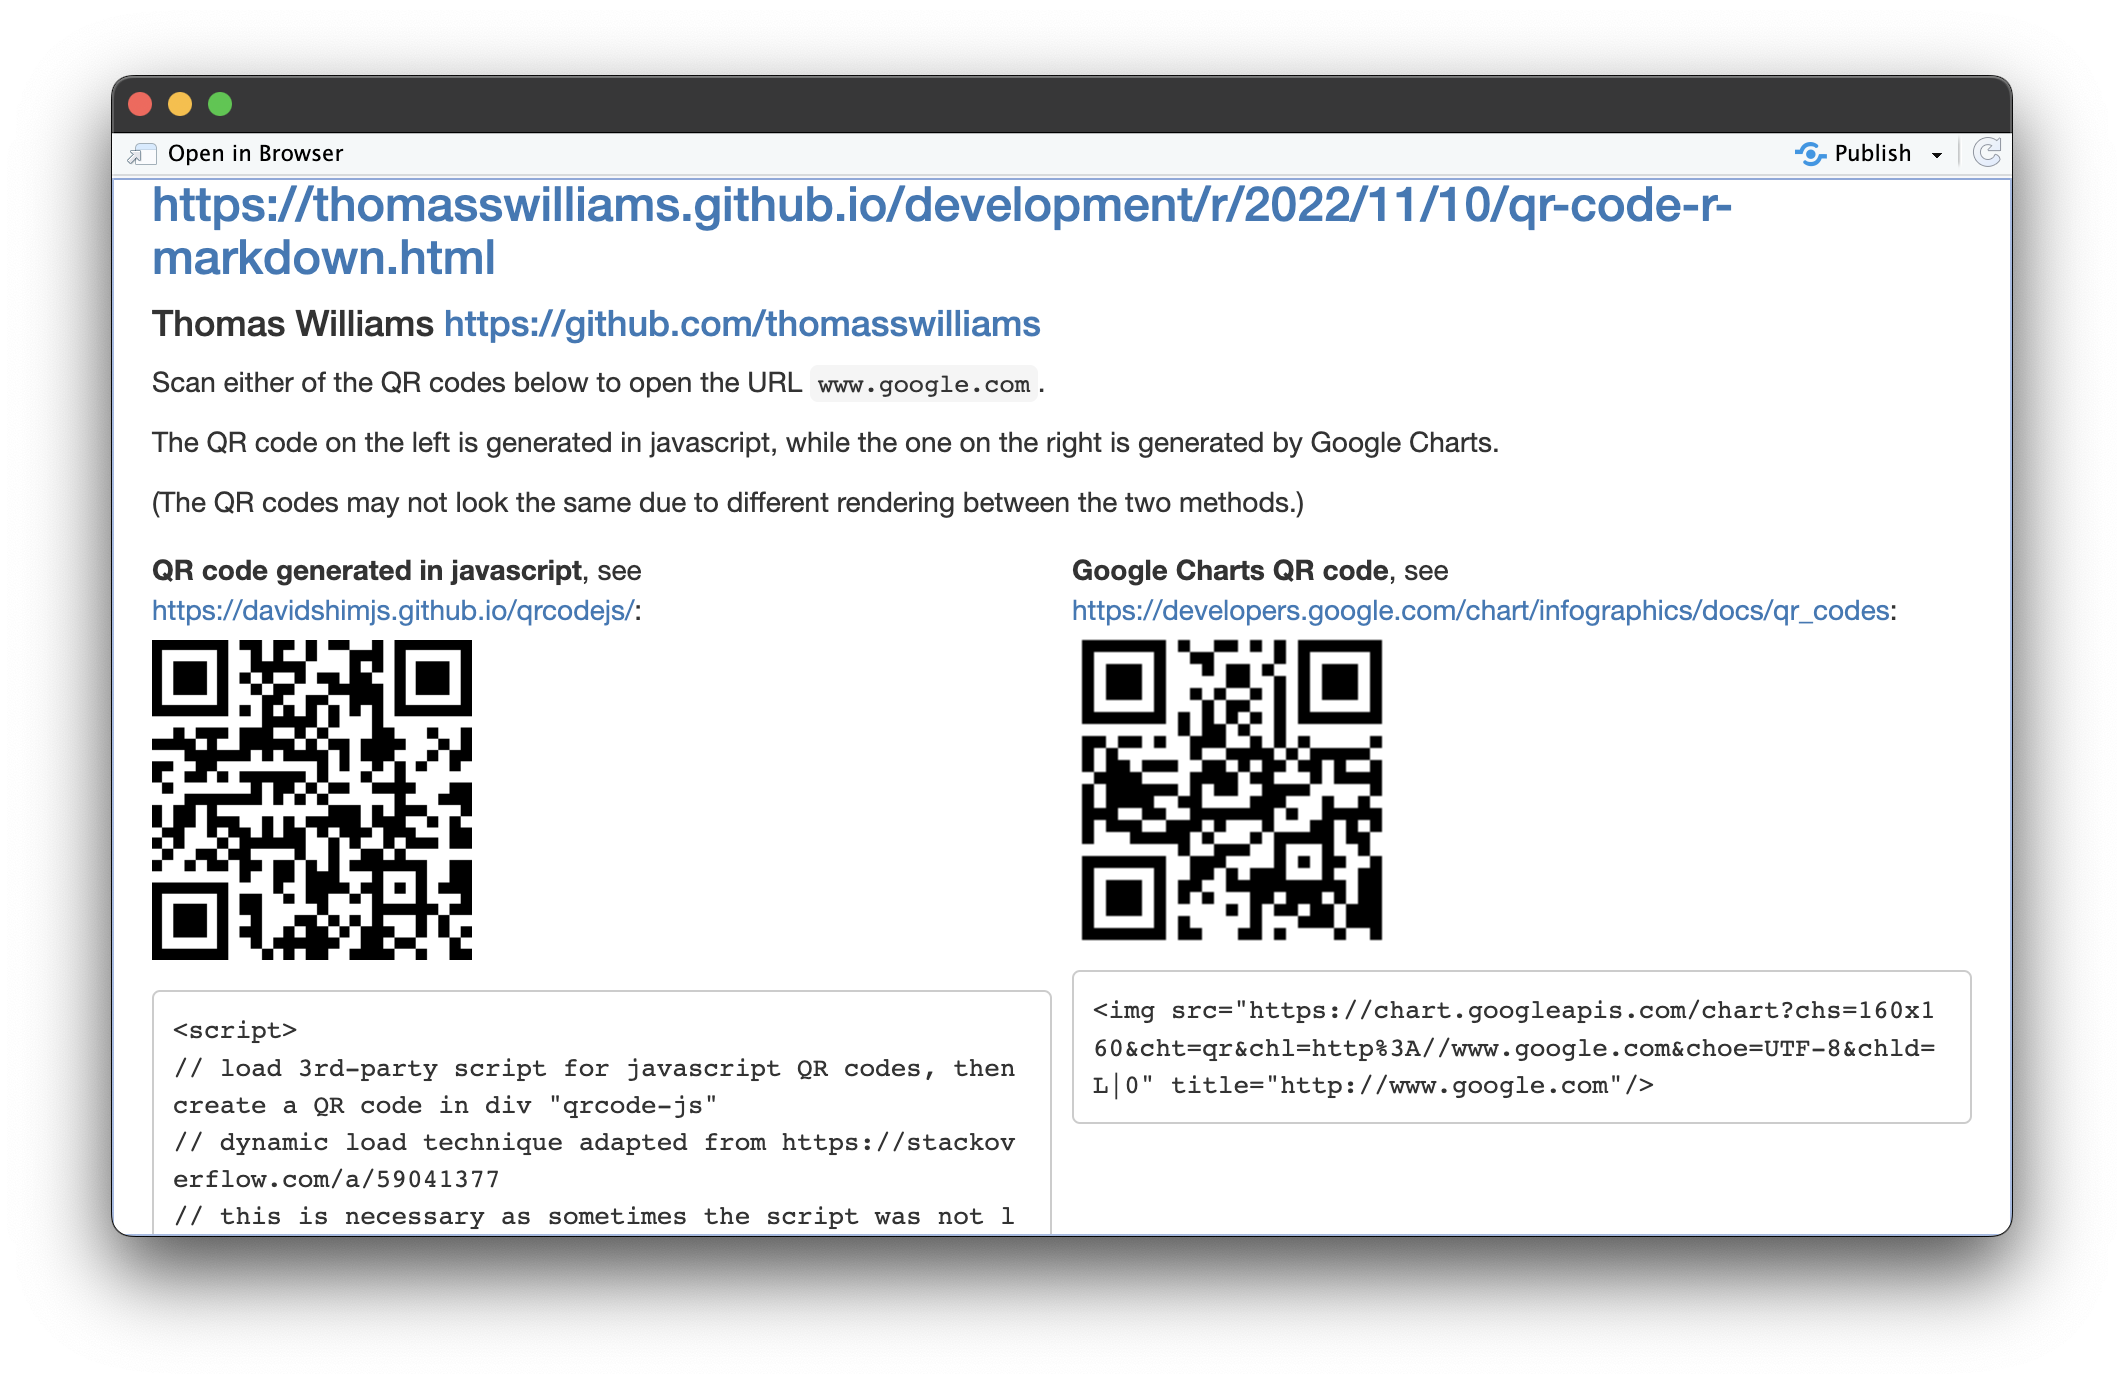 Open in Browser
Publish
https://thomasswilliams.github.io/development/r/2022/11/10/qr-code-r-
markdown.html
Thomas Williams https://github.com/thomasswilliams
Scan either of the QR codes below to open the URL www.google.com.
The QR code on the left is generated in javascript, while the one on the right is generated by Google Charts.
(The QR codes may not look the same due to different rendering between the two methods.)
QR code generated in javascript, see
https://davidshimjs.github.io/qrcodejs/:
<script>
// load 3rd-party script for javascript QR codes, then
create a QR code in div "qrcode-js"
// dynamic load technique adapted from https://stackov
erflow.com/a/59041377
// this is necessary as sometimes the script was not l
Google Charts QR code, see
https://developers.google.com/chart/infographics/docs/qr_codes:
<img src="https://chart.googleapis.com/chart?chs=160x1
60&cht=qr&chl=http%3A//www.google.com&choe=UTF-8&chld=
L|0" title="http://www.google.com"/>